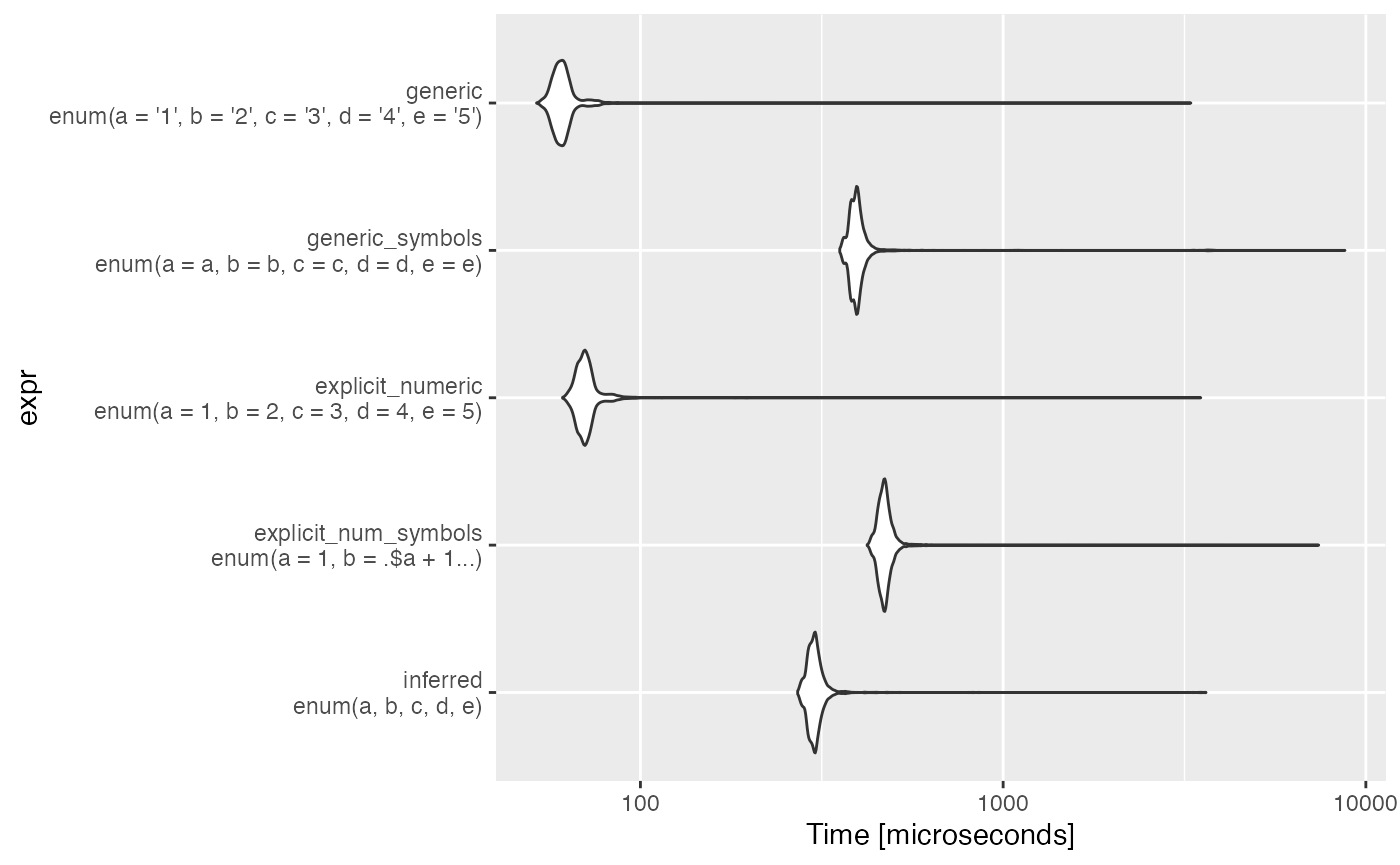 generic
enum(a = '1', b = '2', c = '3', d = '4', e = '5')
generic_symbols
enum(a = a, b = b, c = c, d = d, e = e)
explicit_numeric
enum(a = 1, b = 2, c = 3, d = 4, e = 5)
explicit_num_symbols
enum(a = 1, b = .$a + 1...)
inferred
enum(a, b, c, d, e)
expr
100
1000
10000
Time [microseconds]